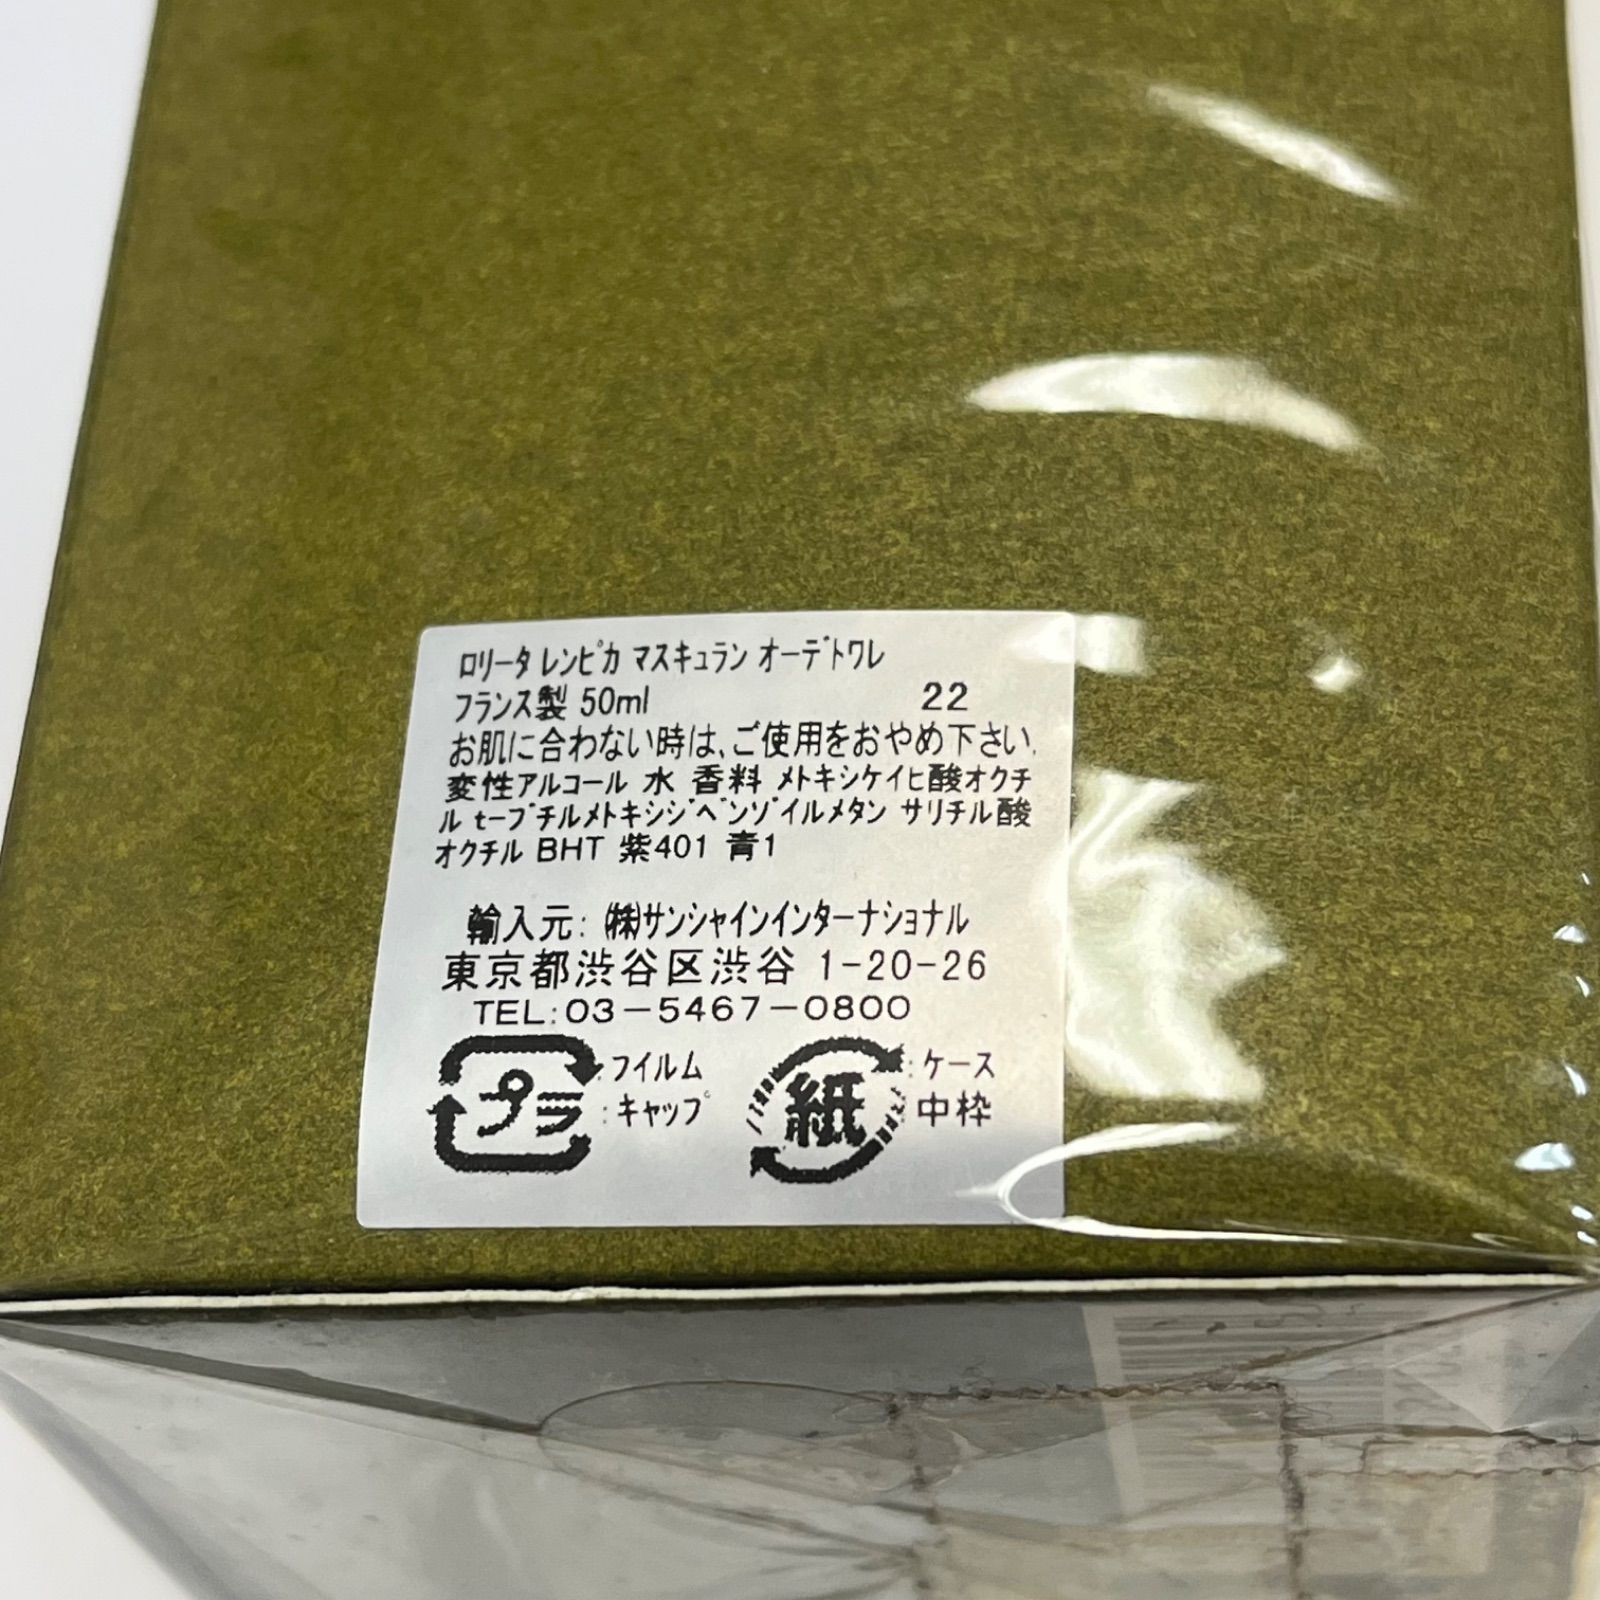 ロリータ レンピカ マスキュラン オーデトワレ
フランス製 50ml 22
お肌に合わない時は､ご使用をおやめ下さい.
変性アルコール 水 香料 メトキシケイヒ酸オクチ
ル t-ブチルメトキシジベンゾイルメタン サリチル酸
オクチル BHT 紫401 青1
輸入元: ㈱サンシャインインターナショナル
東京都渋谷区渋谷 1-20-26
TEL:03-5467-0800
プラ :フイルム 紙 :ケース
:キャップ 中枠